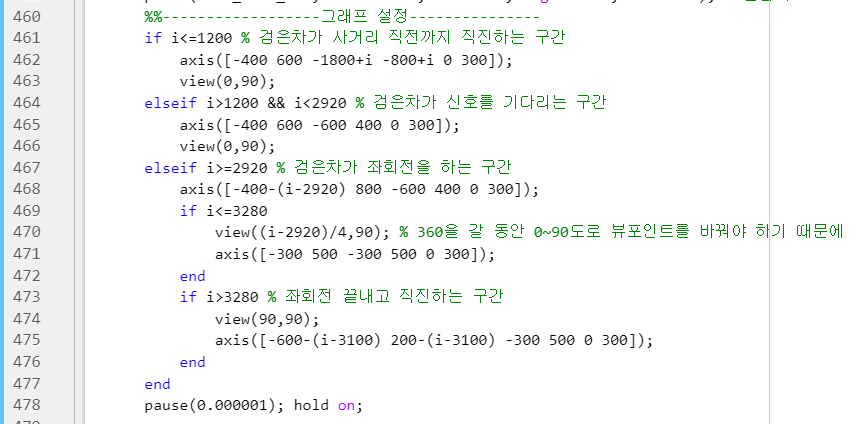 460 %%------------------그래프 설정---------------
461 if i<=1200 % 검은차가 사거리 직전까지 직진하는 구간
462 axis([-400 600 -1800+i -800+i 0 300]);
463 view(0,90);
464 elseif i>1200 && i<2920 % 검은차가 신호를 기다리는 구간
465 axis([-400 600 -600 400 0 300]);
466 view(0,90);
467 elseif i>=2920 % 검은차가 좌회전을 하는 구간
468 axis([-400-(i-2920) 800 -600 400 0 300]);
469 if i<=3280
470 view((i-2920)/4,90); % 360을 갈 동안 0~90도로 뷰포인트를 바꿔야 하기 때문에
471 axis([-300 500 -300 500 0 300]);
472 end
473 if i>3280 % 좌회전 끝내고 직진하는 구간
474 view(90,90);
475 axis([-600-(i-3100) 200-(i-3100) -300 500 0 300]);
476 end
477 end
478 pause(0.000001); hold on;